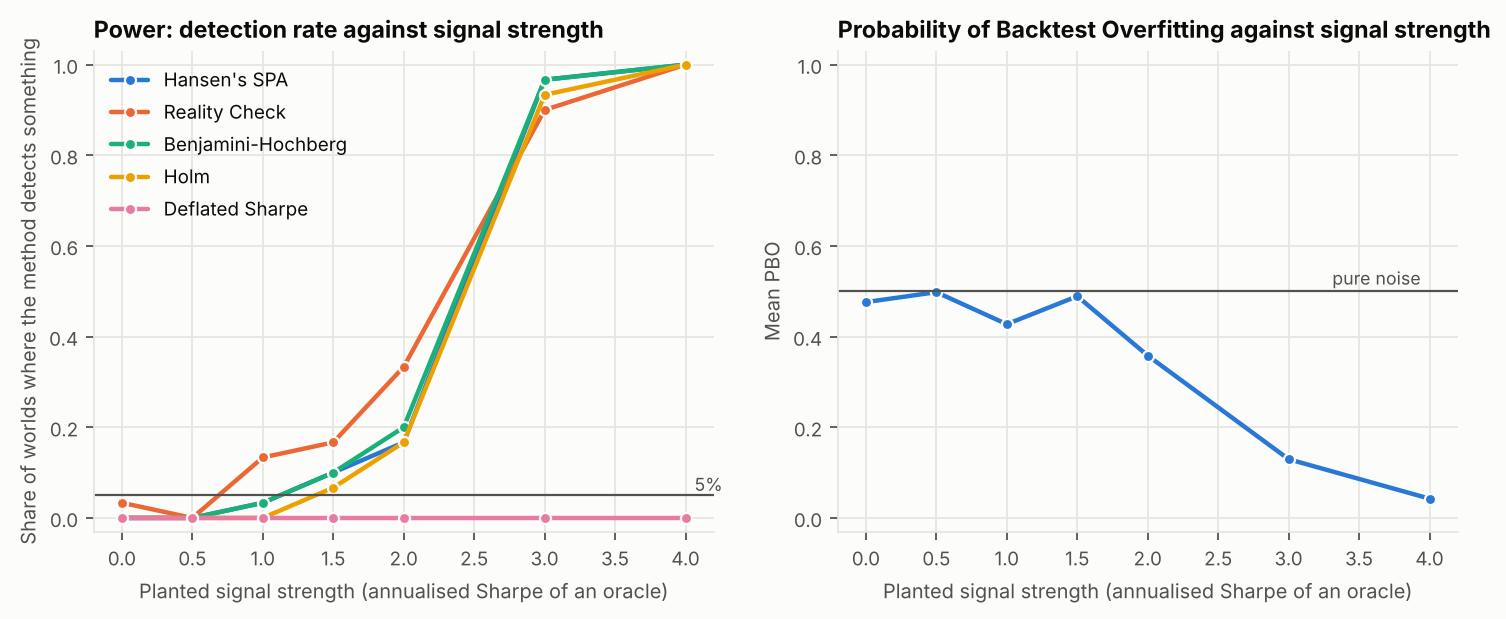 Power: detection rate against signal strength
Share of worlds where the method detects something
1.0
0.8
0.6
0.4
0.2
0.0
Hansen's SPA
Reality Check
Benjamini-Hochberg
Holm
Deflated Sharpe
5%
0.0 0.5 1.0 1.5 2.0 2.5 3.0 3.5 4.0
Planted signal strength (annualised Sharpe of an oracle)
Probability of Backtest Overfitting against signal strength
Mean PBO
1.0
0.8
0.6
0.4
0.2
0.0
pure noise
0.0 0.5 1.0 1.5 2.0 2.5 3.0 3.5 4.0
Planted signal strength (annualised Sharpe of an oracle)